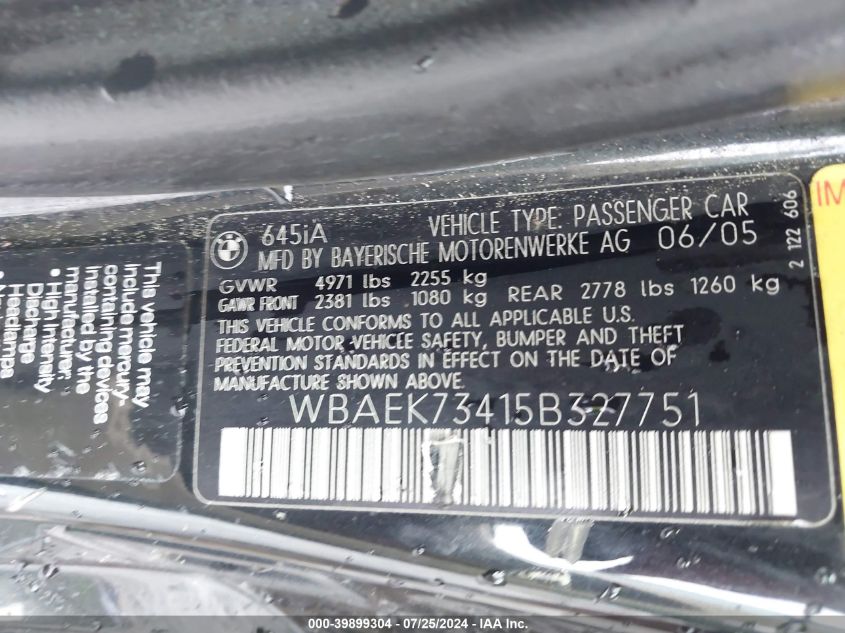 645iA VEHICLE TYPE: PASSENGER CAR
MFD BY BAYERISCHE MOTORENWERKE AG 06/05
GVWR 4971 lbs 2255 kg
GAWR FRONT 2381 lbs 1080 kg REAR 2778 lbs 1260 kg
THIS VEHICLE CONFORMS TO ALL APPLICABLE U.S.
FEDERAL MOTOR VEHICEE SAFETY, BUMPER AND THEFT
PREVENTION STANDARDS IN EFFECT ON THE DATE OF
MANUFACTURE SHOWN ABOVE.
WBAEK73415B327751
2 122 606
This vehicle may
include mercury-
containing devices
installed by the
manufacturer:
• High Intensity
Discharge
Headlamps
IM
000-39899304 / 07/25/2024 / IAA Inc.